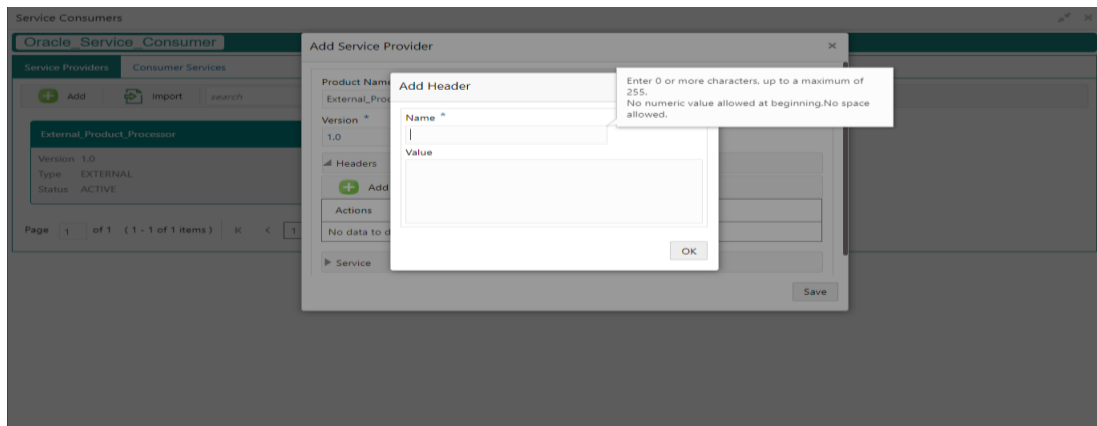 Service Consumers
Oracle_Service_Consumer
Service Providers Consumer Services
Add Import search
External_Product_Processor
Version 1.0
Type EXTERNAL
Status ACTIVE
Page 1 of 1 (1 - 1 of 1 items) K < 1
Add Service Provider
Product Name
External_Proc
Version *
1.0
Headers
Add
Actions
No data to d
Service
Save
Add Header
Name *
Value
OK
Enter 0 or more characters, up to a maximum of
255.
No numeric value allowed at beginning.No space
allowed.